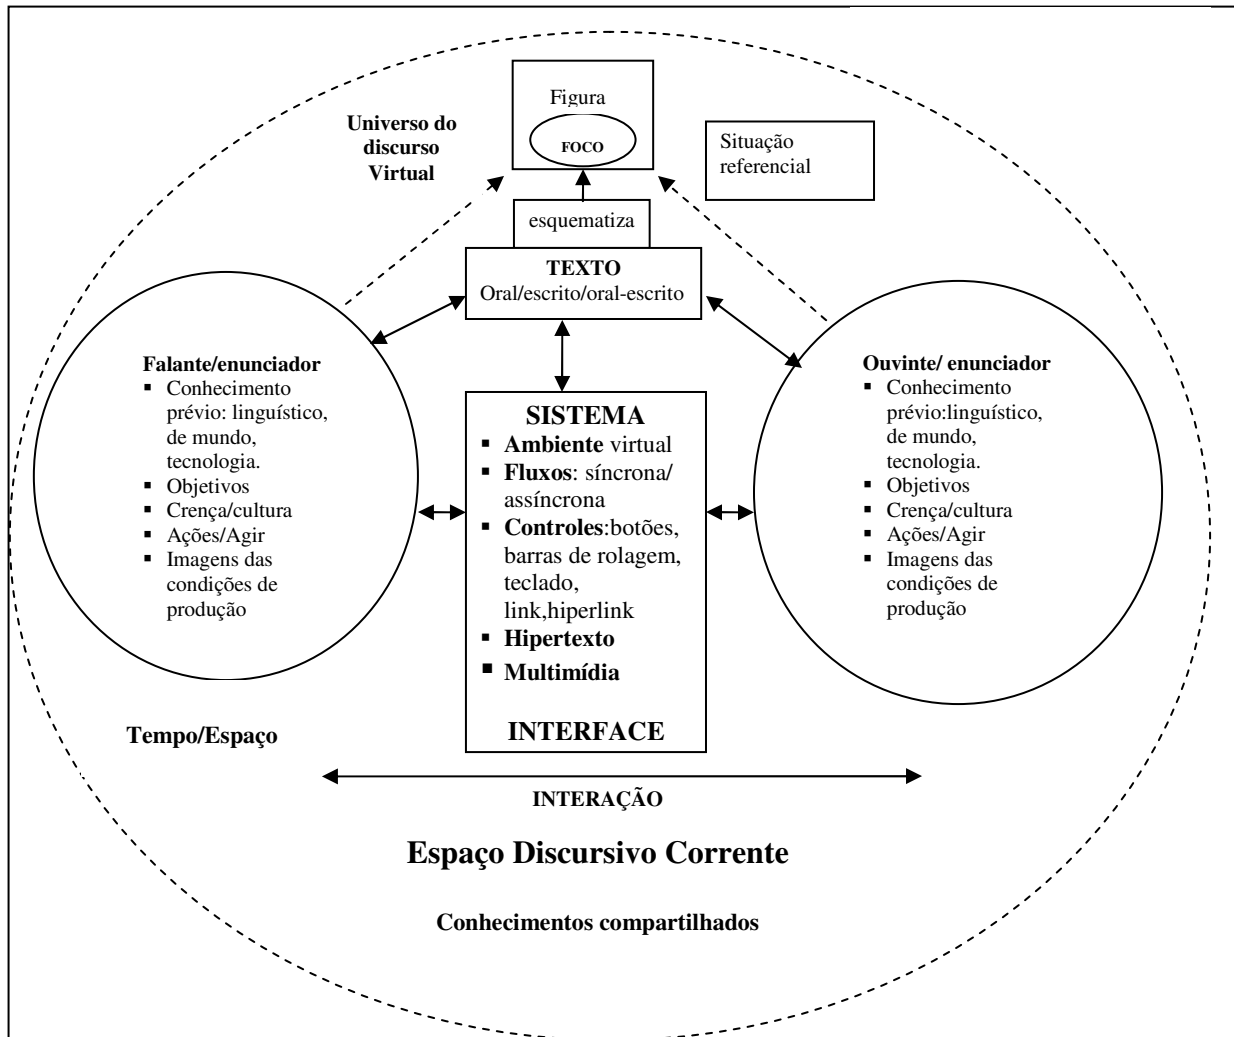 Figura
FOCO
Universo do
discurso
Virtual
Situação
referencial
esquematiza
TEXTO
Oral/escrito/oral-escrito
Falante/enunciador
▪ Conhecimento
prévio: linguístico,
de mundo,
tecnologia.
▪ Objetivos
▪ Crença/cultura
▪ Ações/Agir
▪ Imagens das
condições de
produção
SISTEMA
▪ Ambiente virtual
▪ Fluxos: síncrona/
assíncrona
▪ Controles:botões,
barras de rolagem,
teclado,
link,hiperlink
▪ Hipertexto
▪ Multimídia
INTERFACE
Ouvinte/ enunciador
▪ Conhecimento
prévio:linguístico,
de mundo,
tecnologia.
▪ Objetivos
▪ Crença/cultura
▪ Ações/Agir
▪ Imagens das
condições de
produção
Tempo/Espaço
INTERAÇÃO
Espaço Discursivo Corrente
Conhecimentos compartilhados